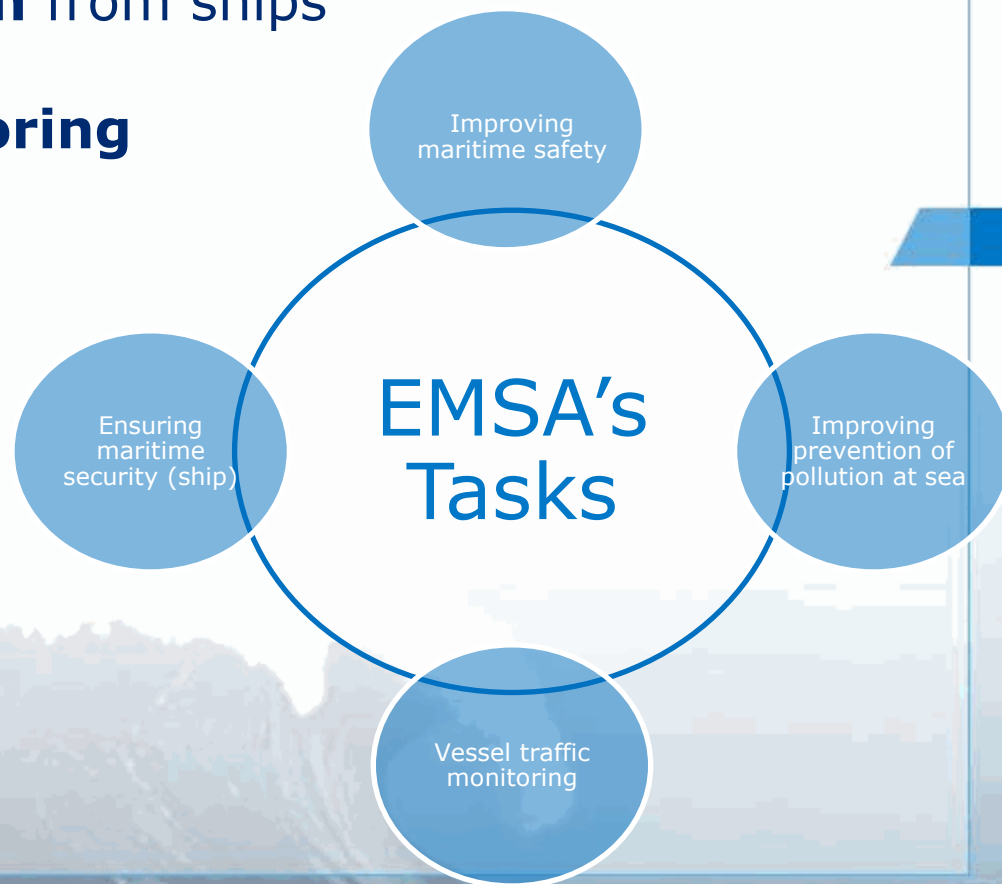 from ships
Improving
maritime safety
Ensuring
maritime
security (ship)
EMSA’s
Tasks
Improving
prevention of
pollution at sea
Vessel traffic
monitoring